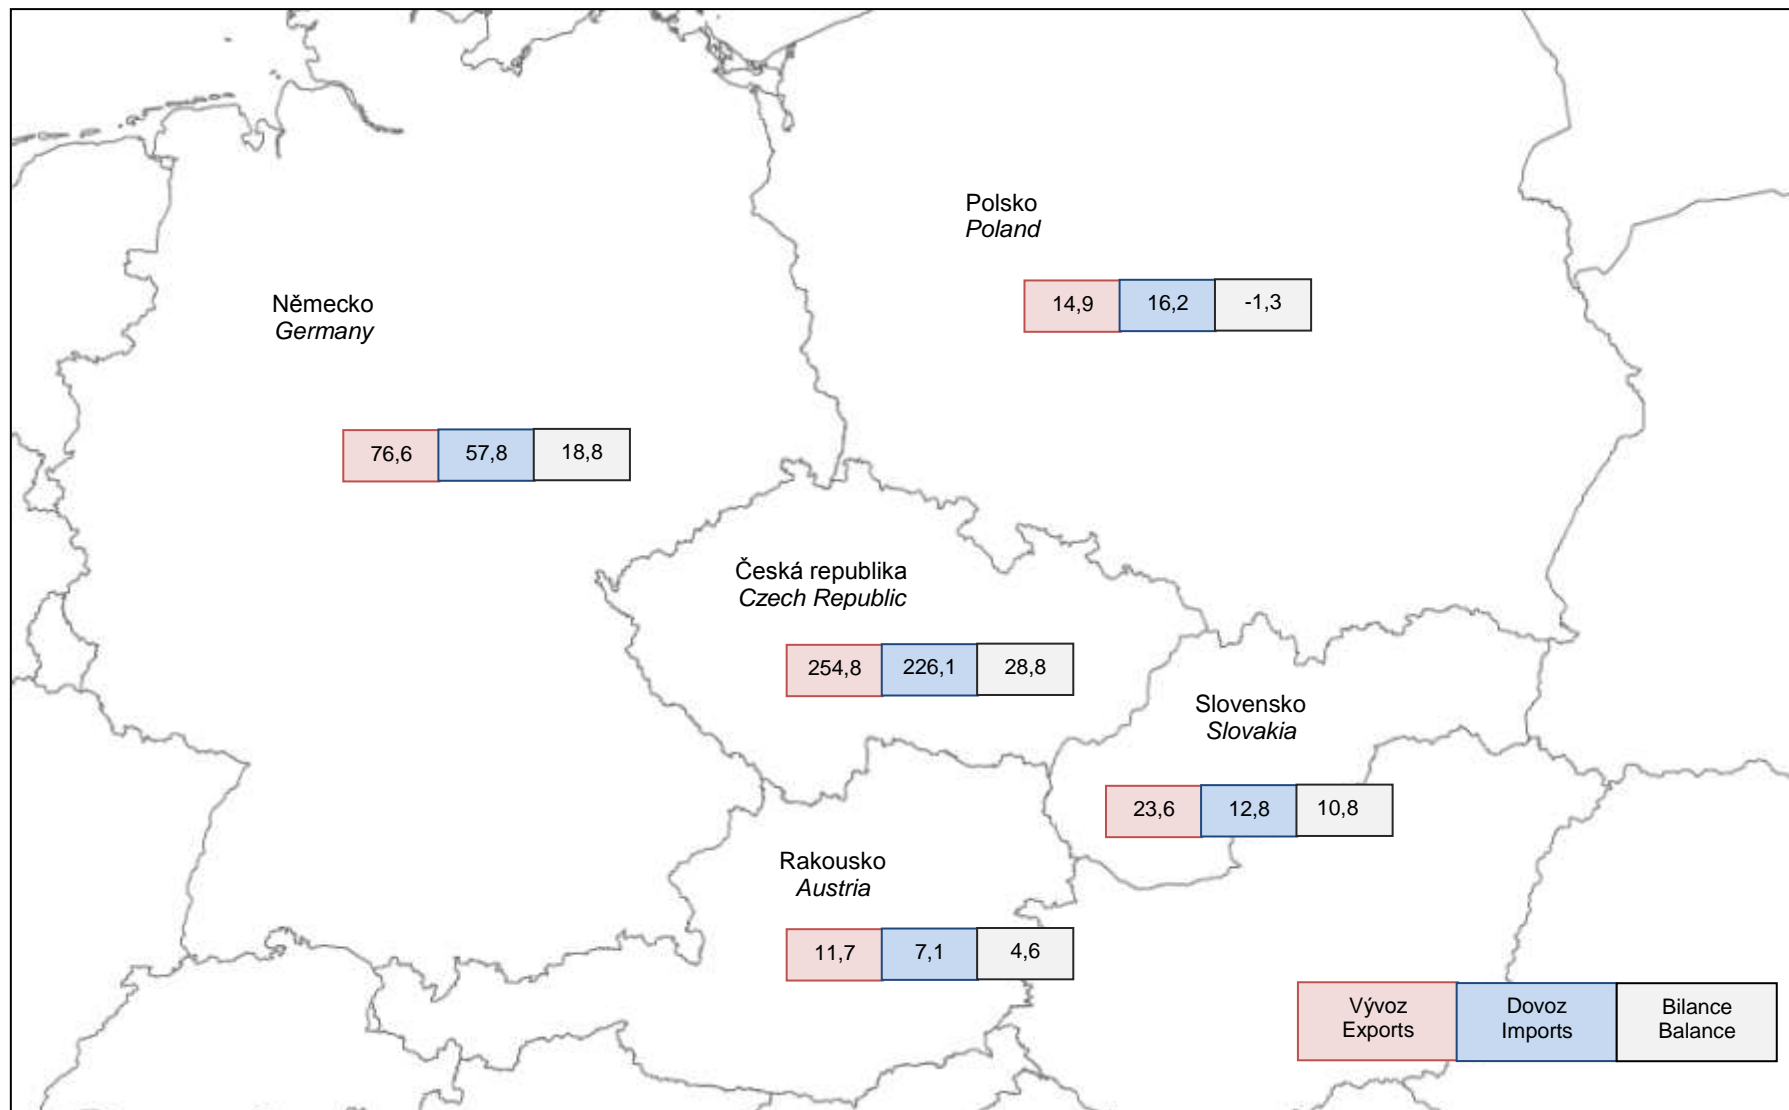 Polsko
Poland
14,9 16,2 -1,3
Německo
Germany
76,6 57,8 18,8
Česká republika
Czech Republic
254,8 226,1 28,8
Slovensko
Slovakia
23,6 12,8 10,8
Rakousko
Austria
11,7 7,1 4,6
Vývoz Dovoz Bilance
Exports Imports Balance